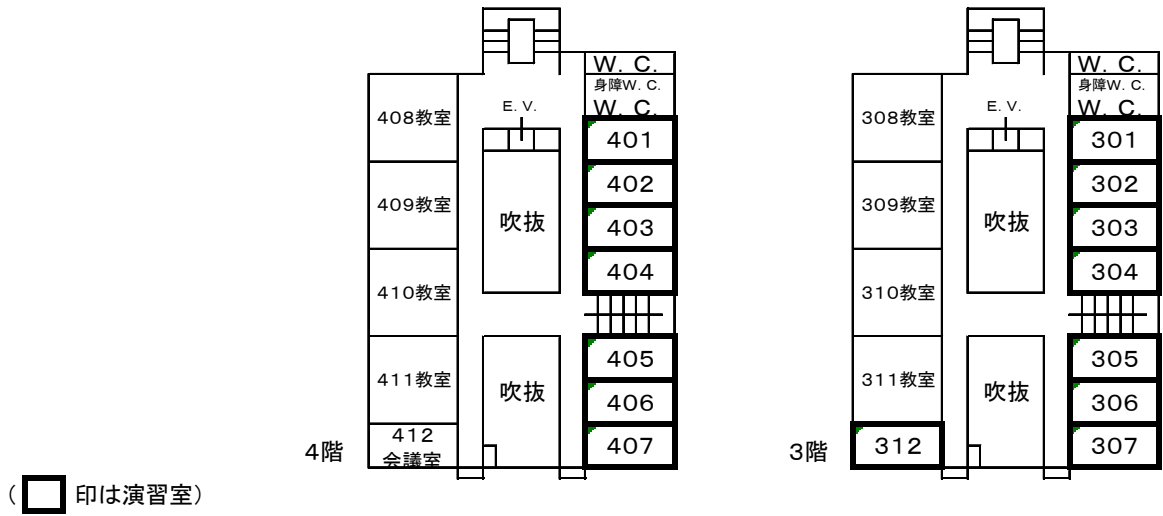 W. C.
身障W. C.
W. C.
E. V.
408教室
401
402
409教室
403
吹抜
404
410教室
405
411教室
吹抜
406
412
会議室
407
4階
W. C.
身障W. C.
W. C.
E. V.
308教室
301
302
309教室
303
吹抜
304
310教室
305
311教室
吹抜
306
312
307
3階
( 印は演習室)